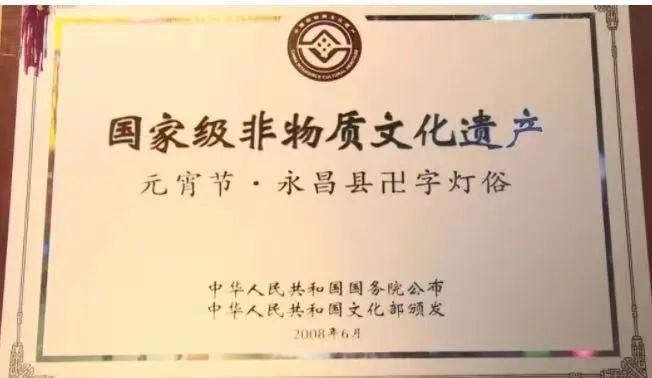 国家级非物质文化遗产
元宵节·永昌县卍字灯俗
中华人民共和国国务院公布
中华人民共和国文化部颁发
2008年6月